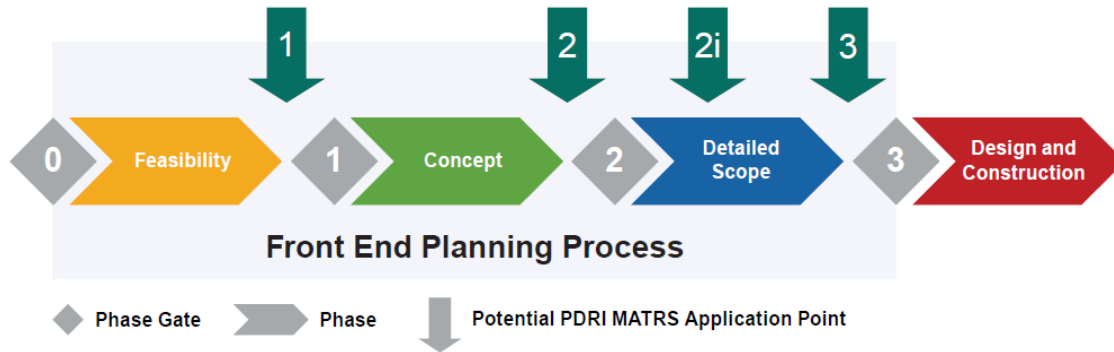 1
2
2i
3
0
Feasibility
1
Concept
2
Detailed
Scope
3
Design and
Construction
Front End Planning Process
Phase Gate
Phase
Potential PDRI MATRS Application Point